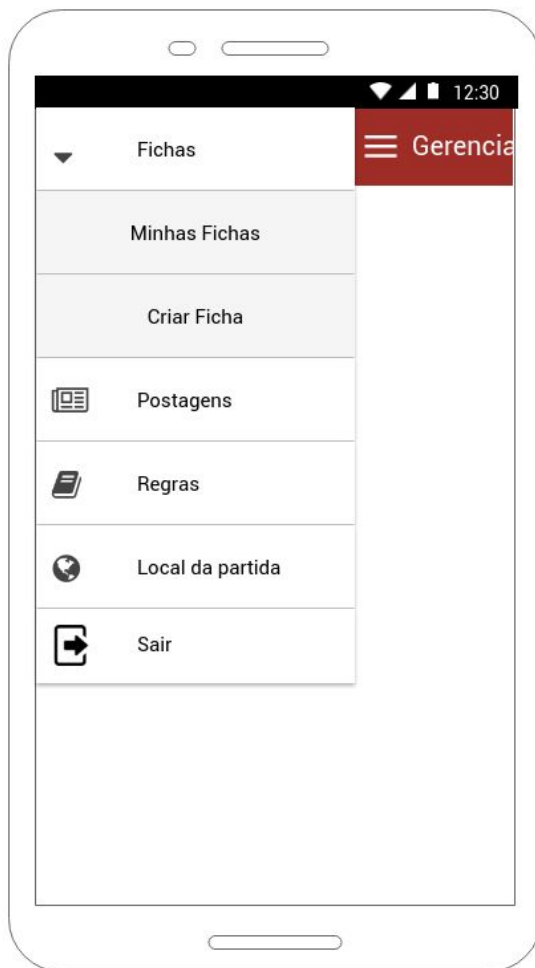 12:30
Fichas
Gerencia
Minhas Fichas
Criar Ficha
Postagens
Regras
Local da partida
Sair